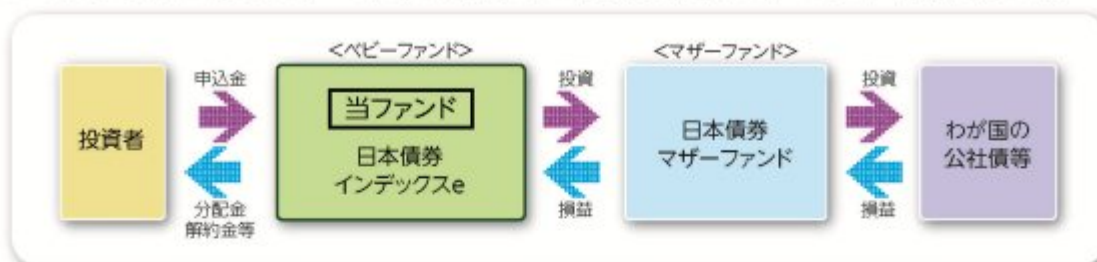 <ベビーファンド>
<マザーファンド>
投資者
申込金
分配金
解約金等
当ファンド
日本債券
インデックスe
投資
損益
日本債券
マザーファンド
投資
損益
わが国の
公社債等